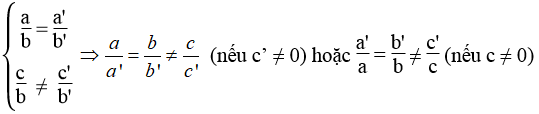 { a/b = a'/b' ; c/b ≠ c'/b' ⇒ a/a' = b/b' ≠ c/c' (nếu c’ ≠ 0) hoặc a'/a = b'/b ≠ c'/c (nếu c ≠ 0)